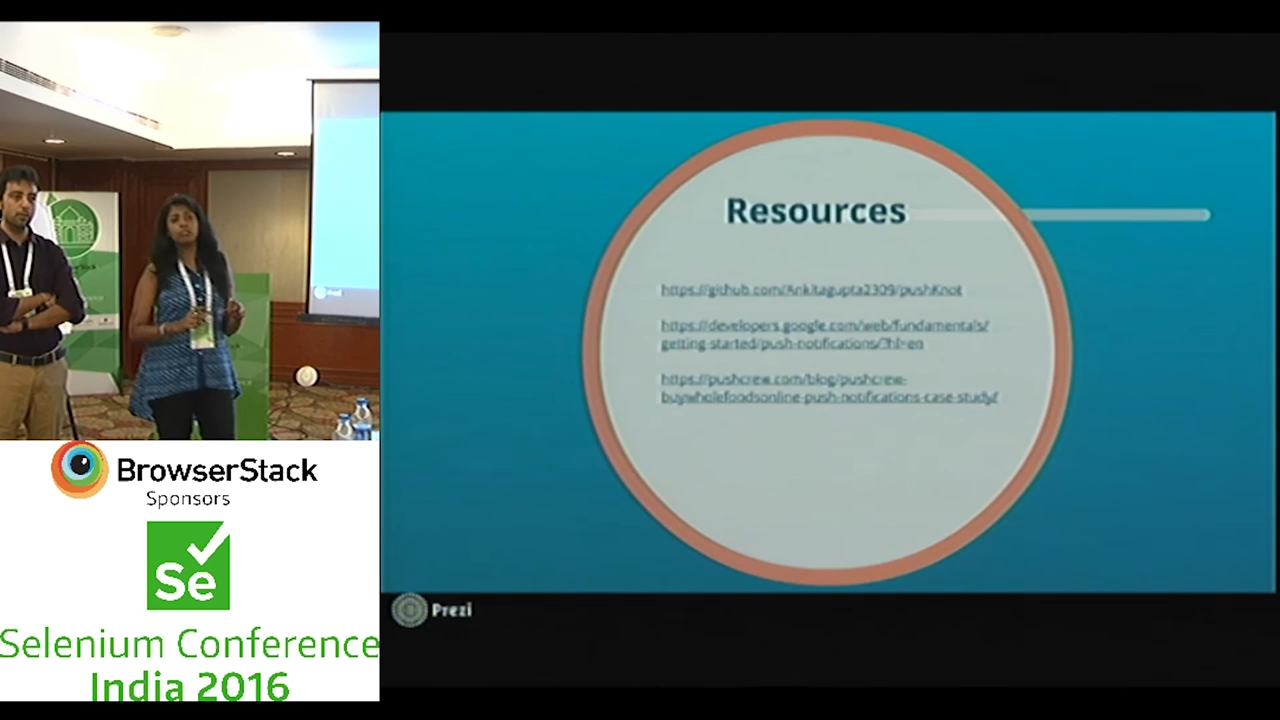 BrowserStack
Sponsors
Se
Selenium Conference
India 2016
Resources
https://github.com/Ankitagupta2309/pushKnot
https://developers.google.com/web/fundamentals/
getting-started/push-notifications/?hl=en
https://pushcrew.com/blog/pushcrew-
buywholefoodsonline-push-notifications-case-study/
Prezi